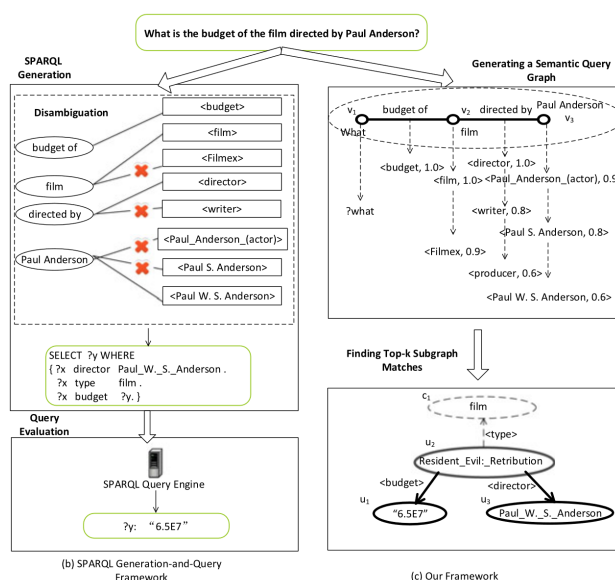 What is the budget of the film directed by Paul Anderson?
SPARQL
Generation
Disambiguation
budget of
film
directed by
Paul Anderson
<budget>
<film>
<Filmex>
<director>
<writer>
<Paul_Anderson_(actor)>
<Paul S. Anderson>
<Paul W. S. Anderson>
SELECT ?y WHERE
{ ?x director Paul_W._S._Anderson .
?x type film .
?x budget ?y. }
Query
Evaluation
SPARQL Query Engine
?y: “6.5E7”
(b) SPARQL Generation-and-Query
Framework
Generating a Semantic Query
Graph
v1 budget of v2 directed by Paul Anderson
v3
What film
<budget, 1.0>
<film, 1.0>
<director, 1.0>
<Paul_Anderson_(actor), 0.9
?what
<writer, 0.8>
<Paul S. Anderson, 0.8>
<Filmex, 0.9>
<producer, 0.6>
<Paul W. S. Anderson, 0.6>
Finding Top-k Subgraph
Matches
c1
film
<type>
u2
Resident_Evil:_Retribution
<budget>
<director>
u1
u3
“6.5E7”
Paul_W._S._Anderson
(c) Our Framework